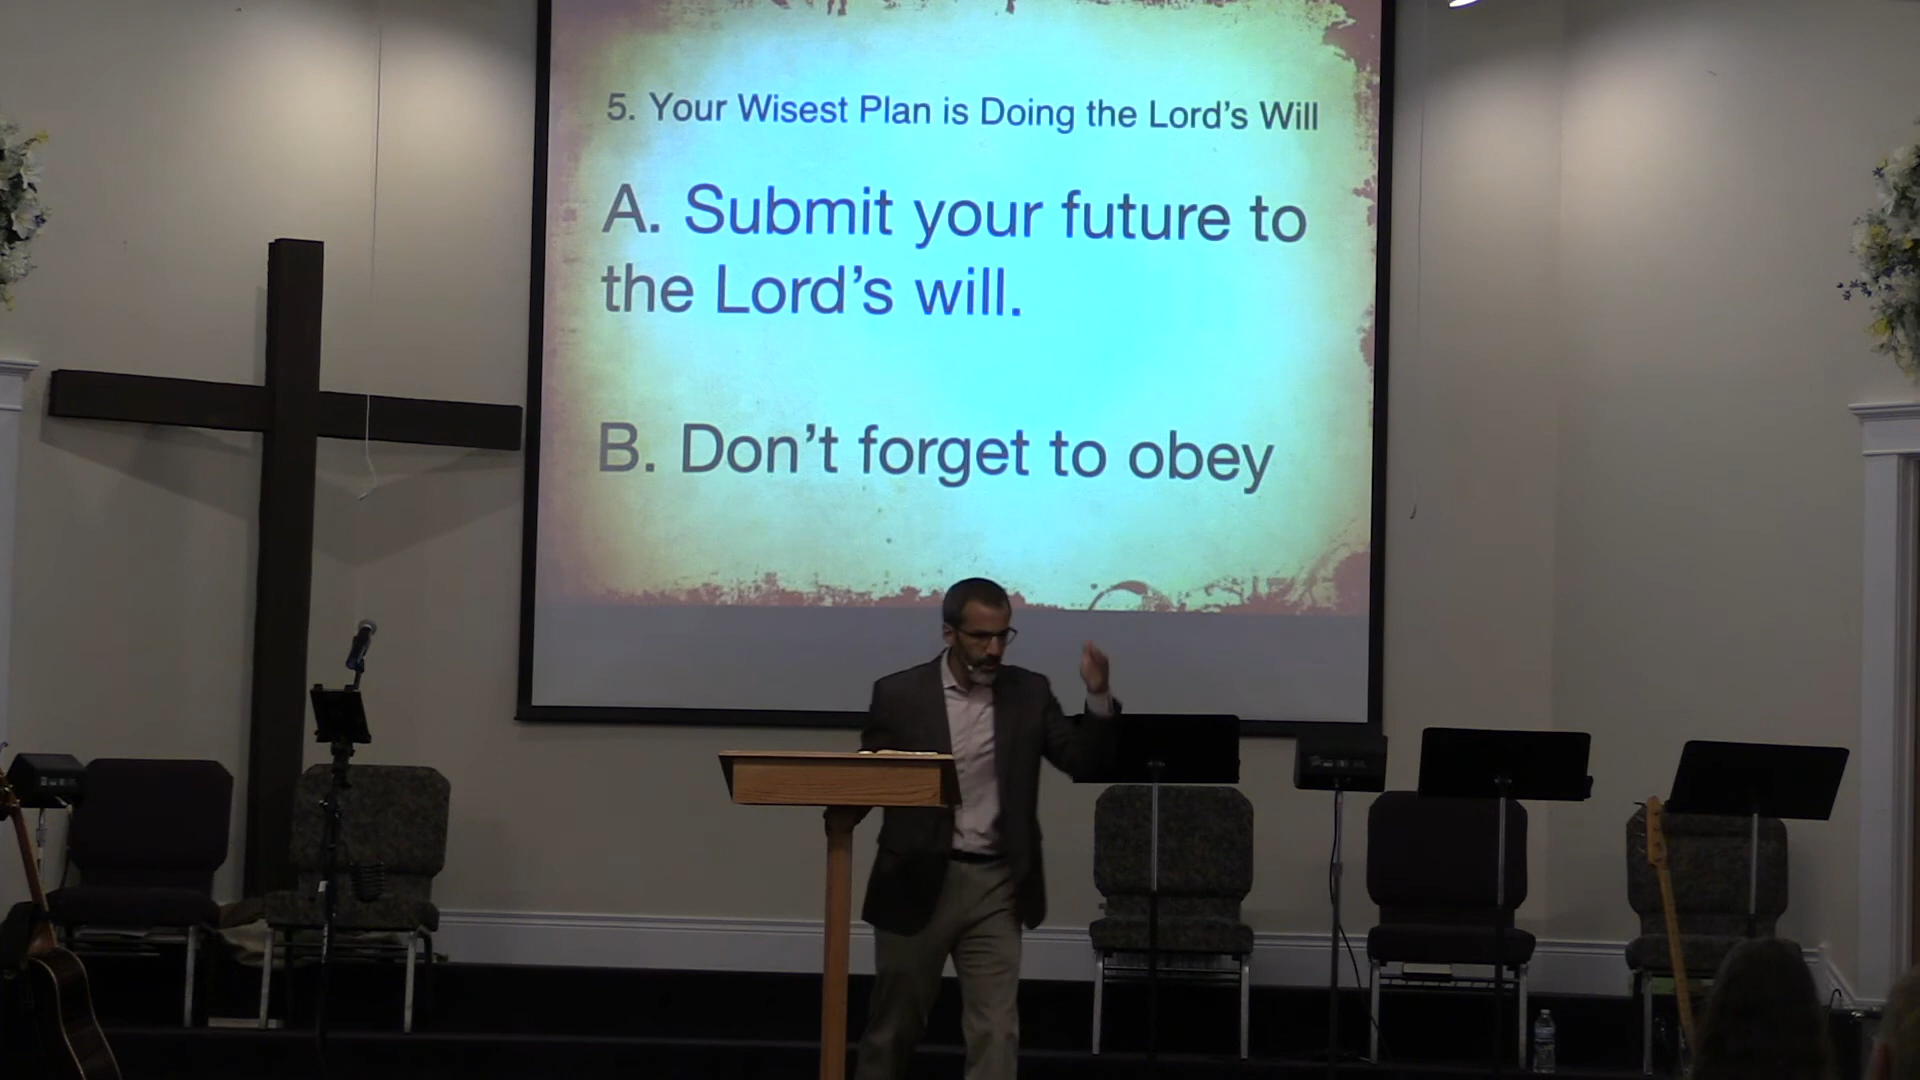 5. Your Wisest Plan is Doing the Lord's Will
A. Submit your future to
the Lord's will.
B. Don't forget to obey